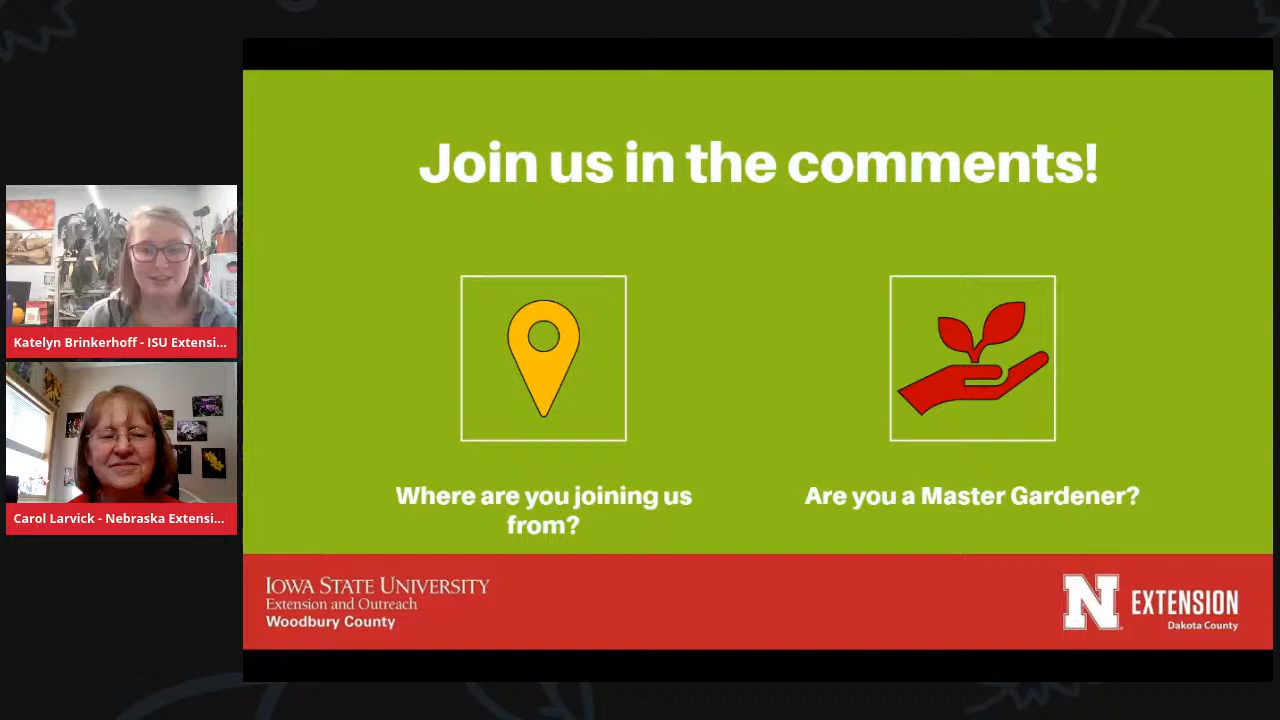 Join us in the comments!
Katelyn Brinkerhoff - ISU Extensi...
Carol Larvick - Nebraska Extensi...
Where are you joining us
from?
Are you a Master Gardener?
IOWA STATE UNIVERSITY
Extension and Outreach
Woodbury County
N EXTENSION
Dakota County